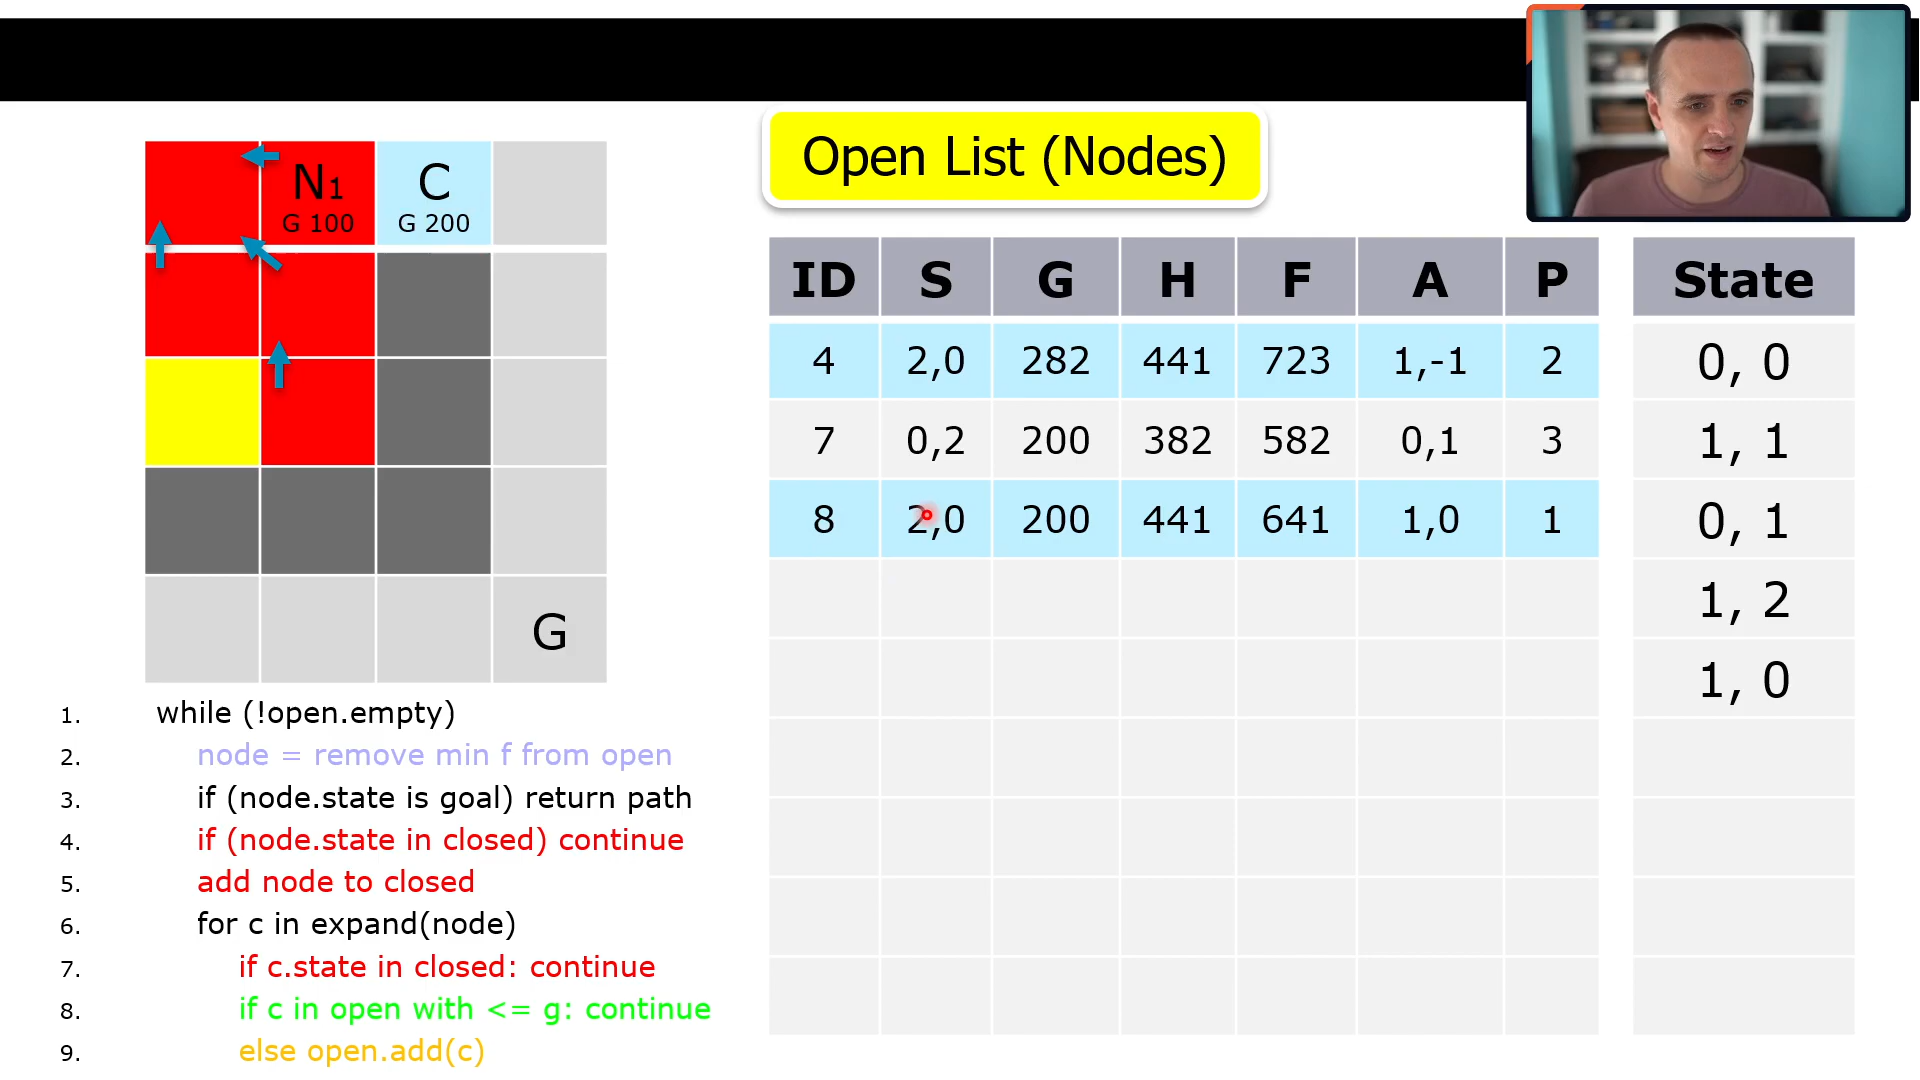 Open List (Nodes)
N1
G 100
C
G 200
G
ID S G H F A P
4 2,0 282 441 723 1,-1 2
7 0,2 200 382 582 0,1 3
8 2,0 200 441 641 1,0 1
State
0, 0
1, 1
0, 1
1, 2
1, 0
1. while (!open.empty)
2. node = remove min f from open
3. if (node.state is goal) return path
4. if (node.state in closed) continue
5. add node to closed
6. for c in expand(node)
7. if c.state in closed: continue
8. if c in open with <= g: continue
9. else open.add(c)